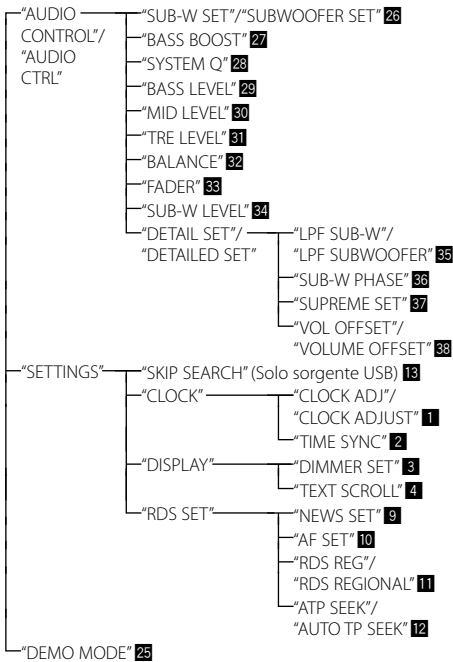 “AUDIO CONTROL”/ “AUDIO CTRL”
“SUB-W SET”/“SUBWOOFER SET” 26
“BASS BOOST” 27
“SYSTEM Q” 28
“BASS LEVEL” 29
“MID LEVEL” 30
“TRE LEVEL” 31
“BALANCE” 32
“FADER” 33
“SUB-W LEVEL” 34
“DETAIL SET”/
“DETAILED SET”
“LPF SUB-W”/
“LPF SUBWOOFER” 35
“SUB-W PHASE” 36
“SUPREME SET” 37
“VOL OFFSET”/
“VOLUME OFFSET” 38
“SETTINGS”
“SKIP SEARCH” (Solo sorgente USB) 13
“CLOCK”
“CLOCK ADJ”/
“CLOCK ADJUST” 1
“TIME SYNC” 2
“DISPLAY”
“DIMMER SET” 3
“TEXT SCROLL” 4
“RDS SET”
“NEWS SET” 9
“AF SET” 10
“RDS REG”/
“RDS REGIONAL” 11
“ATP SEEK”/
“AUTO TP SEEK” 12
“DEMO MODE” 25